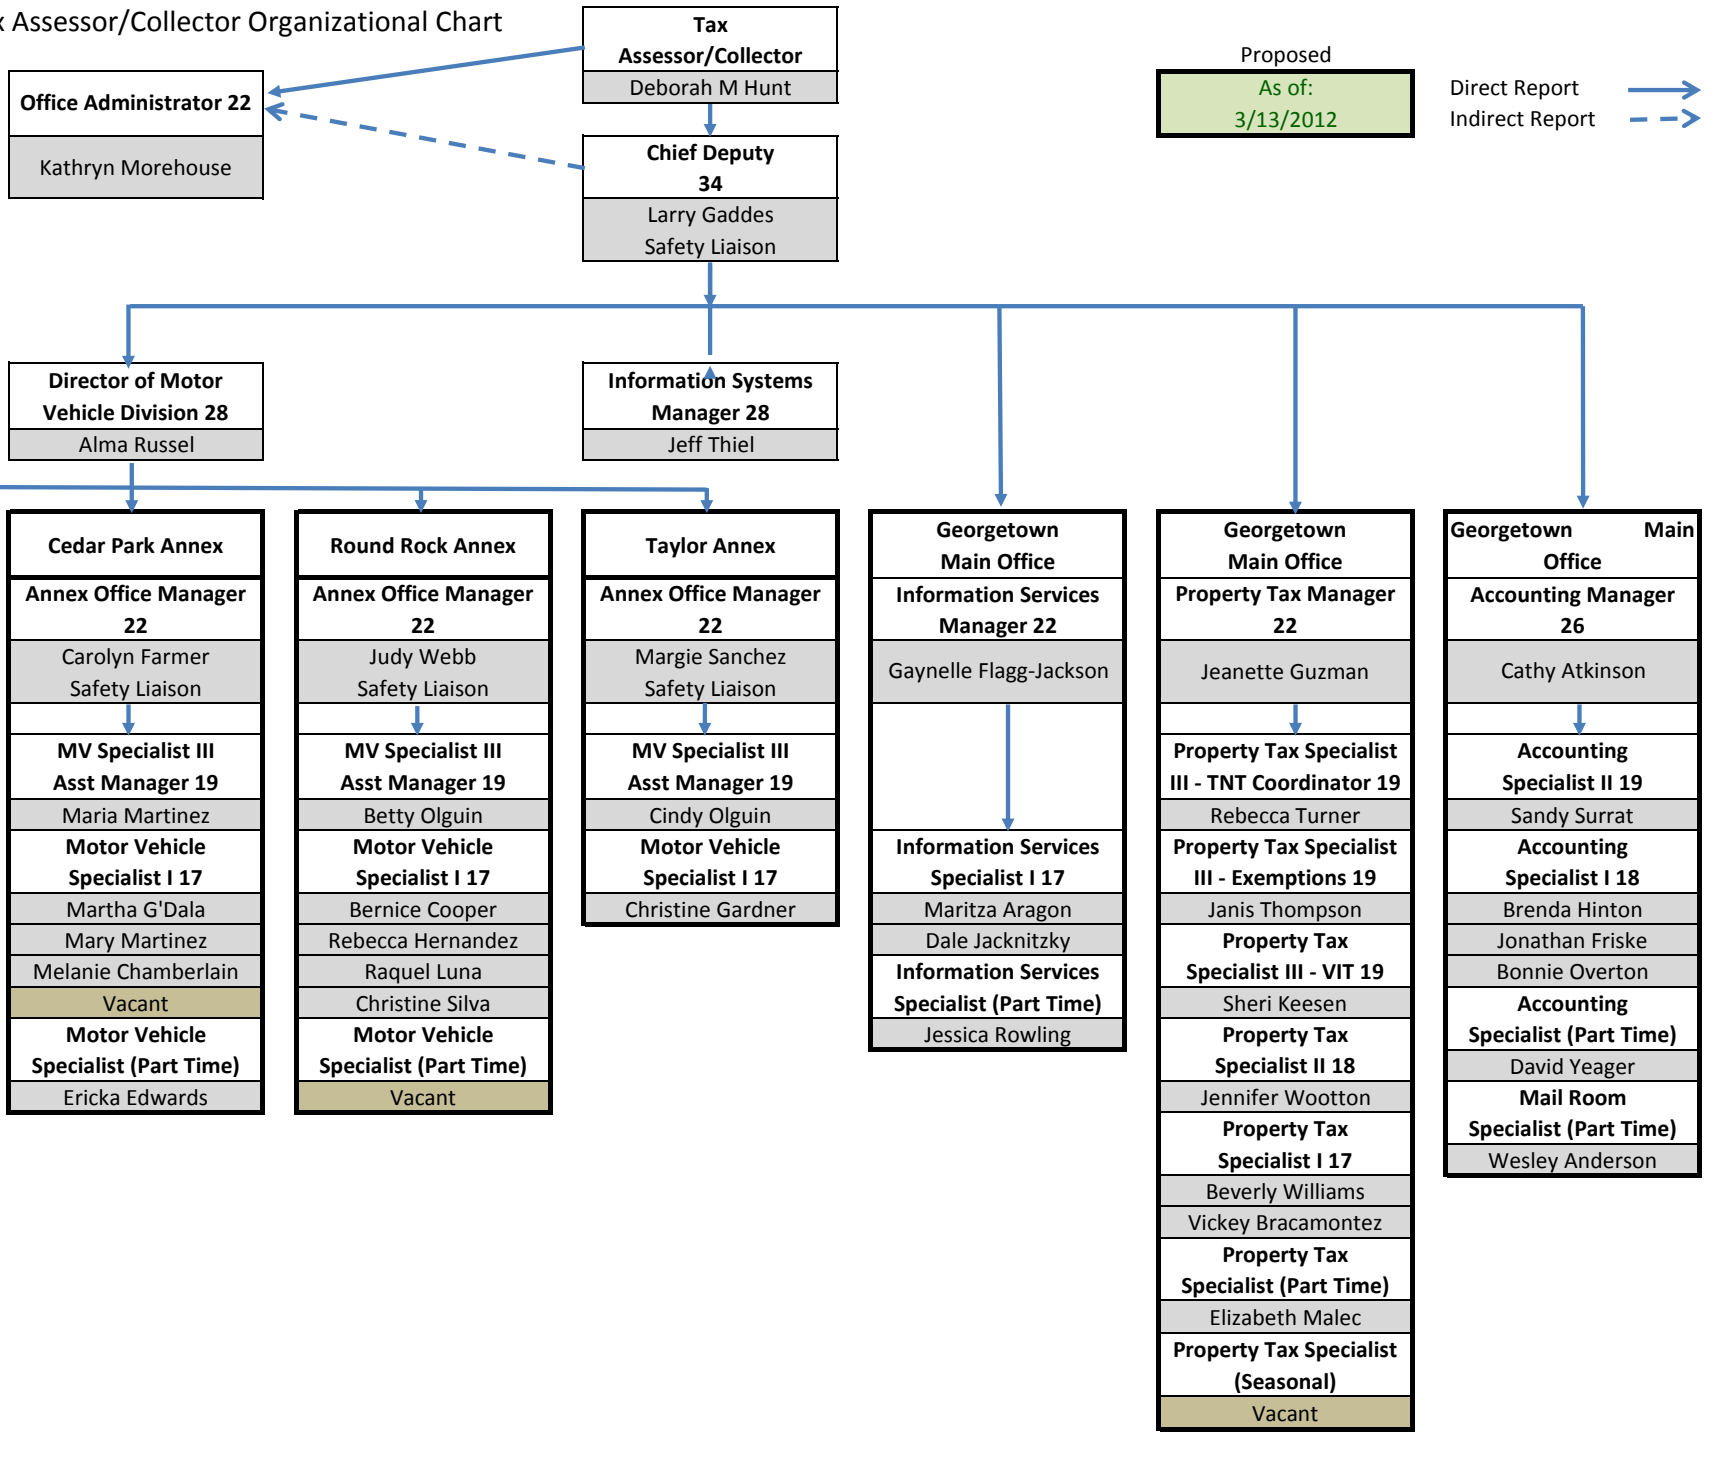 x Assessor/Collector Organizational Chart
Tax
Assessor/Collector
Deborah M Hunt
Proposed
As of:
3/13/2012
Direct Report
Indirect Report
Office Administrator 22
Kathryn Morehouse
Chief Deputy
34
Larry Gaddes
Safety Liaison
Director of Motor
Vehicle Division 28
Alma Russel
Information Systems
Manager 28
Jeff Thiel
Cedar Park Annex
Annex Office Manager
22
Carolyn Farmer
Safety Liaison
MV Specialist III
Asst Manager 19
Maria Martinez
Motor Vehicle
Specialist I 17
Martha G'Dala
Mary Martinez
Melanie Chamberlain
Vacant
Motor Vehicle
Specialist (Part Time)
Ericka Edwards
Round Rock Annex
Annex Office Manager
22
Judy Webb
Safety Liaison
MV Specialist III
Asst Manager 19
Betty Olguin
Motor Vehicle
Specialist I 17
Bernice Cooper
Rebecca Hernandez
Raquel Luna
Christine Silva
Motor Vehicle
Specialist (Part Time)
Vacant
Taylor Annex
Annex Office Manager
22
Margie Sanchez
Safety Liaison
MV Specialist III
Asst Manager 19
Cindy Olguin
Motor Vehicle
Specialist I 17
Christine Gardner
Georgetown
Main Office
Information Services
Manager 22
Gaynelle Flagg-Jackson
Information Services
Specialist I 17
Maritza Aragon
Dale Jacknitzky
Information Services
Specialist (Part Time)
Jessica Rowling
Georgetown
Main Office
Property Tax Manager
22
Jeanette Guzman
Property Tax Specialist
III - TNT Coordinator 19
Rebecca Turner
Property Tax Specialist
III - Exemptions 19
Janis Thompson
Property Tax
Specialist III - VIT 19
Sheri Keesen
Property Tax
Specialist II 18
Jennifer Wootton
Property Tax
Specialist I 17
Beverly Williams
Vickey Bracamontez
Property Tax
Specialist (Part Time)
Elizabeth Malec
Property Tax Specialist
(Seasonal)
Vacant
Georgetown Main
Office
Accounting Manager
26
Cathy Atkinson
Accounting
Specialist II 19
Sandy Surrat
Accounting
Specialist I 18
Brenda Hinton
Jonathan Friske
Bonnie Overton
Accounting
Specialist (Part Time)
David Yeager
Mail Room
Specialist (Part Time)
Wesley Anderson